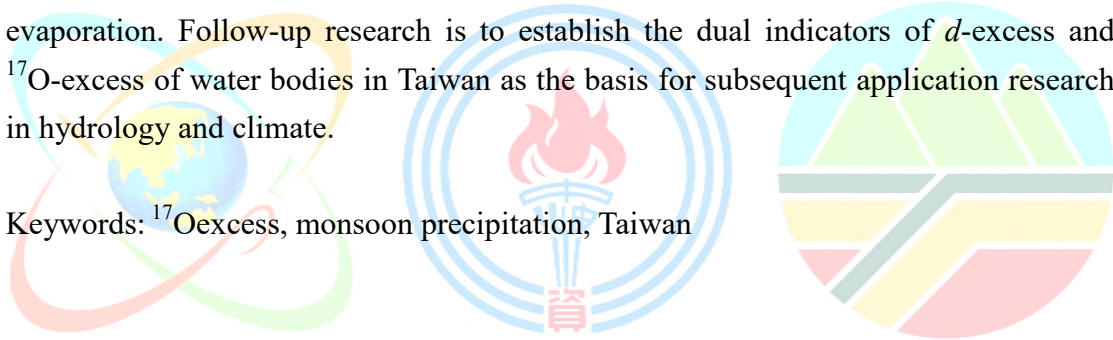 evaporation. Follow-up research is to establish the dual indicators of d-excess and
¹⁷O-excess of water bodies in Taiwan as the basis for subsequent application research
in hydrology and climate.
Keywords: ¹⁷Oexcess, monsoon precipitation, Taiwan
資